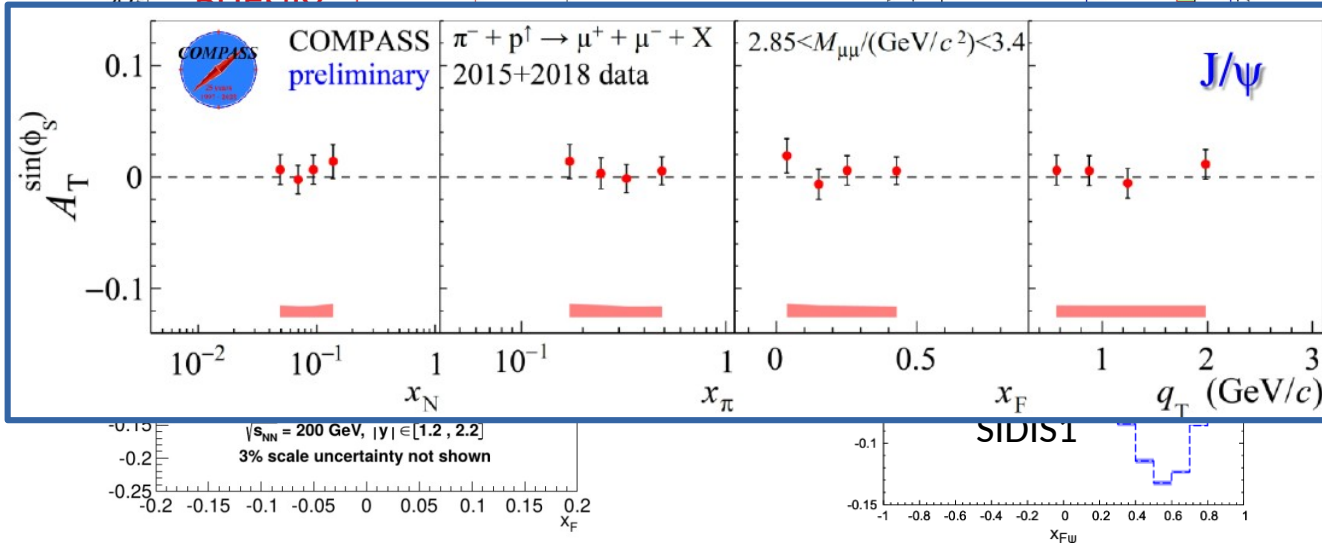 COMPASS
COMPASS
preliminary
π⁻ + p↑ → μ⁺ + μ⁻ + X
2015+2018 data
2.85<M_μμ/(GeV/c²)<3.4
J/ψ
A_T^sin(ϕ_S)
0.1
0
−0.1
10⁻² 10⁻¹ 1
x_N
10⁻¹ 1
x_π
0 0.5
x_F
1 2 3
q_T (GeV/c)
-0.15
-0.2
-0.25
√s_NN = 200 GeV, |y| ∈ [1.2 , 2.2]
3% scale uncertainty not shown
-0.2 -0.15 -0.1 -0.05 0 0.05 0.1 0.15 0.2
x_F
SIDIS1
-0.1
-0.15
-1 -0.8 -0.6 -0.4 -0.2 0 0.2 0.4 0.6 0.8 1
x_Fψ